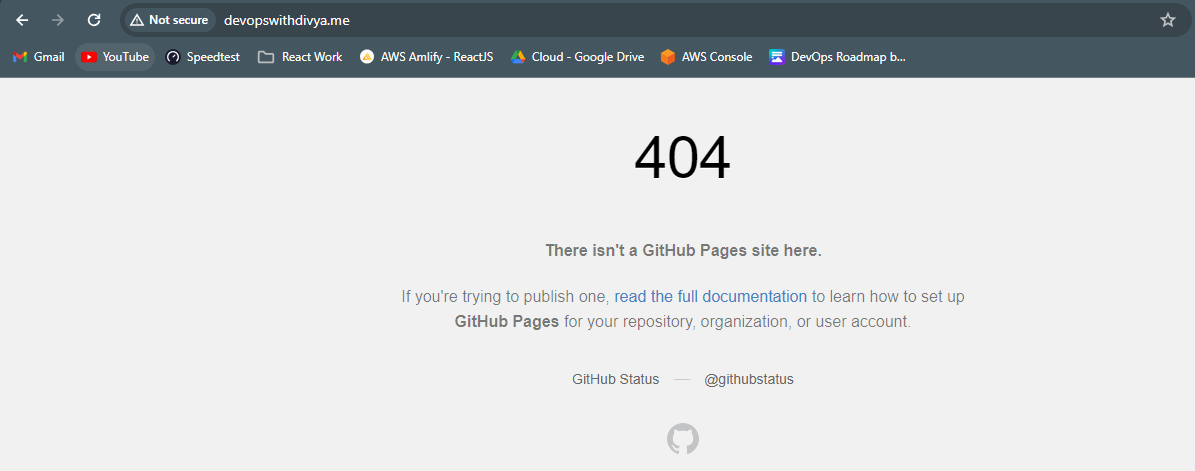 Not secure devopswithdivya.me
Gmail YouTube Speedtest React Work AWS Amlify - ReactJS Cloud - Google Drive AWS Console DevOps Roadmap b...
404
There isn't a GitHub Pages site here.
If you're trying to publish one, read the full documentation to learn how to set up
GitHub Pages for your repository, organization, or user account.
GitHub Status — @githubstatus